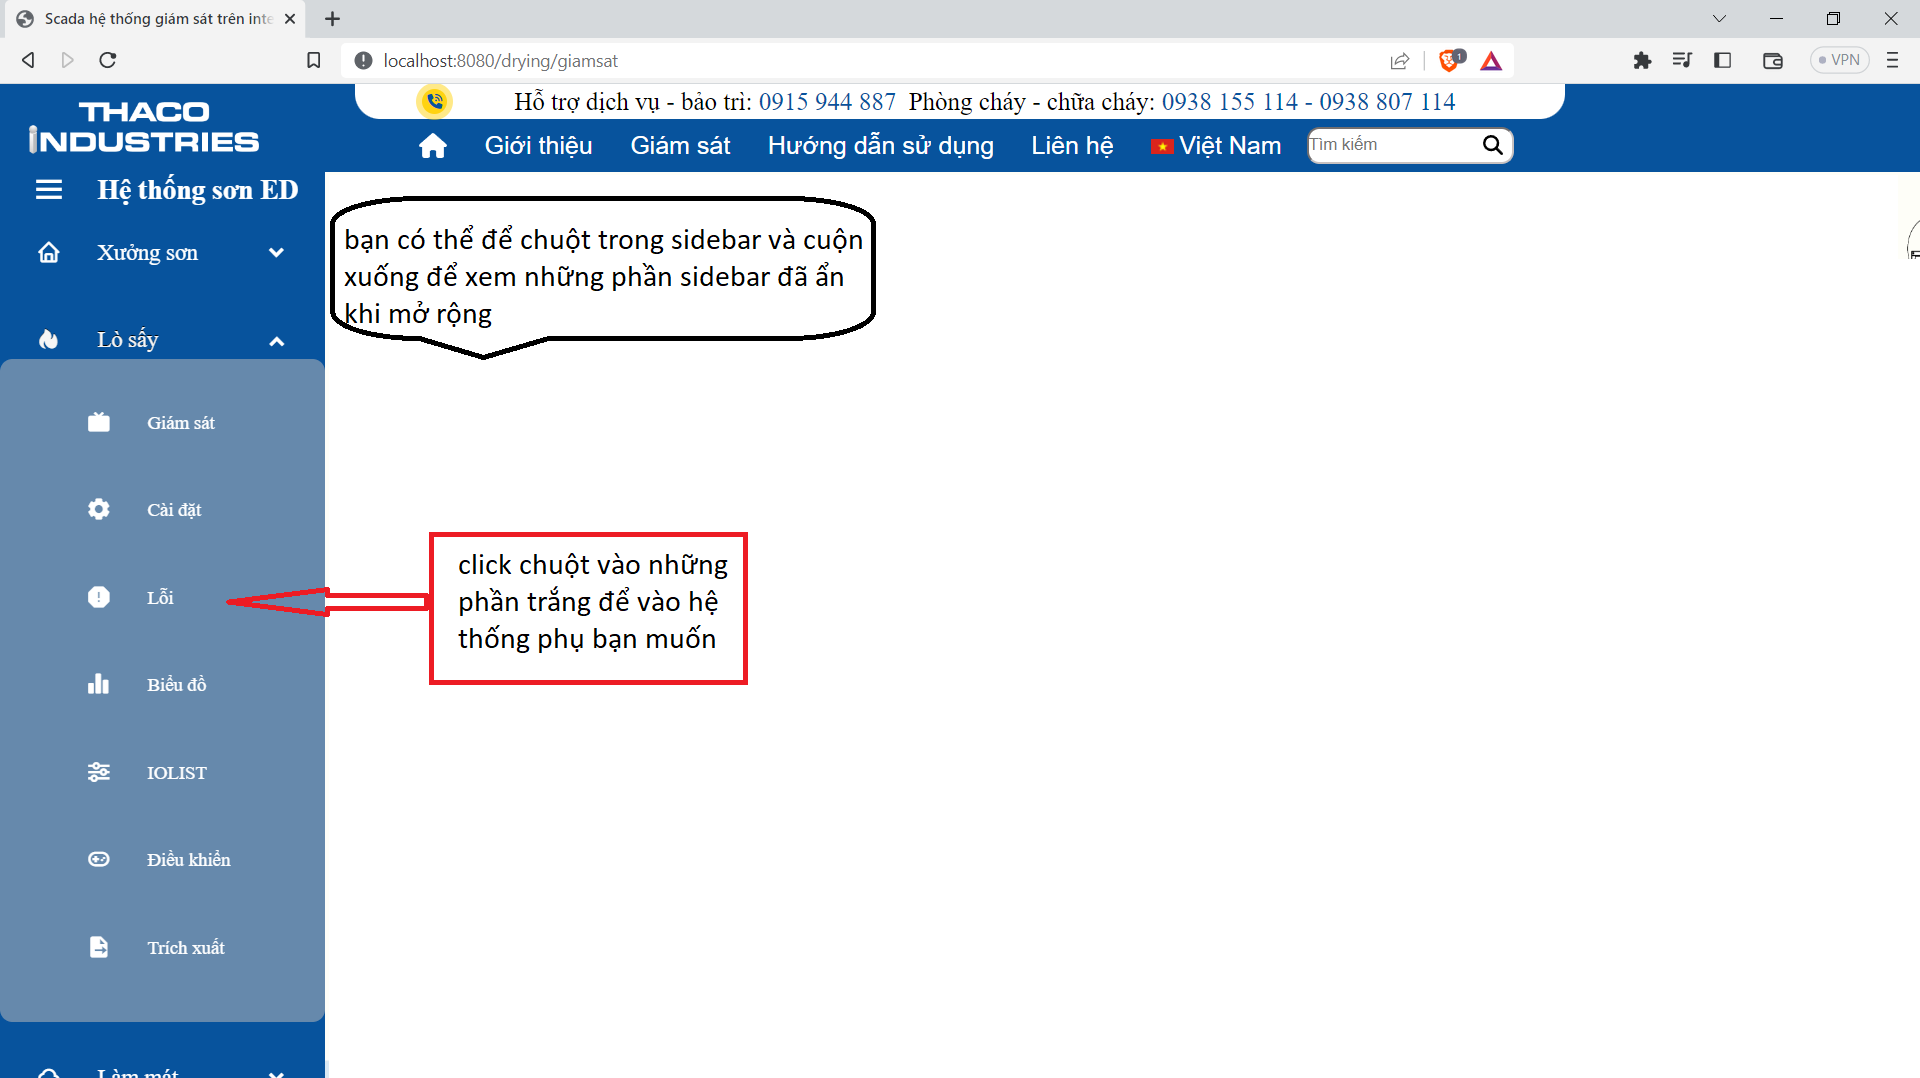 Scada hệ thống giám sát trên inte
localhost:8080/drying/giamsat
1
VPN
THACO
INDUSTRIES
Hỗ trợ dịch vụ - bảo trì: 0915 944 887 Phòng cháy - chữa cháy: 0938 155 114 - 0938 807 114
Giới thiệu Giám sát Hướng dẫn sử dụng Liên hệ Việt Nam Tìm kiếm
Hệ thống sơn ED
Xưởng sơn
bạn có thể để chuột trong sidebar và cuộn
xuống để xem những phần sidebar đã ẩn
khi mở rộng
Lò sấy
Giám sát
Cài đặt
Lỗi
click chuột vào những
phần trắng để vào hệ
thống phụ bạn muốn
Biểu đồ
IOLIST
Điều khiển
Trích xuất
Làm mát